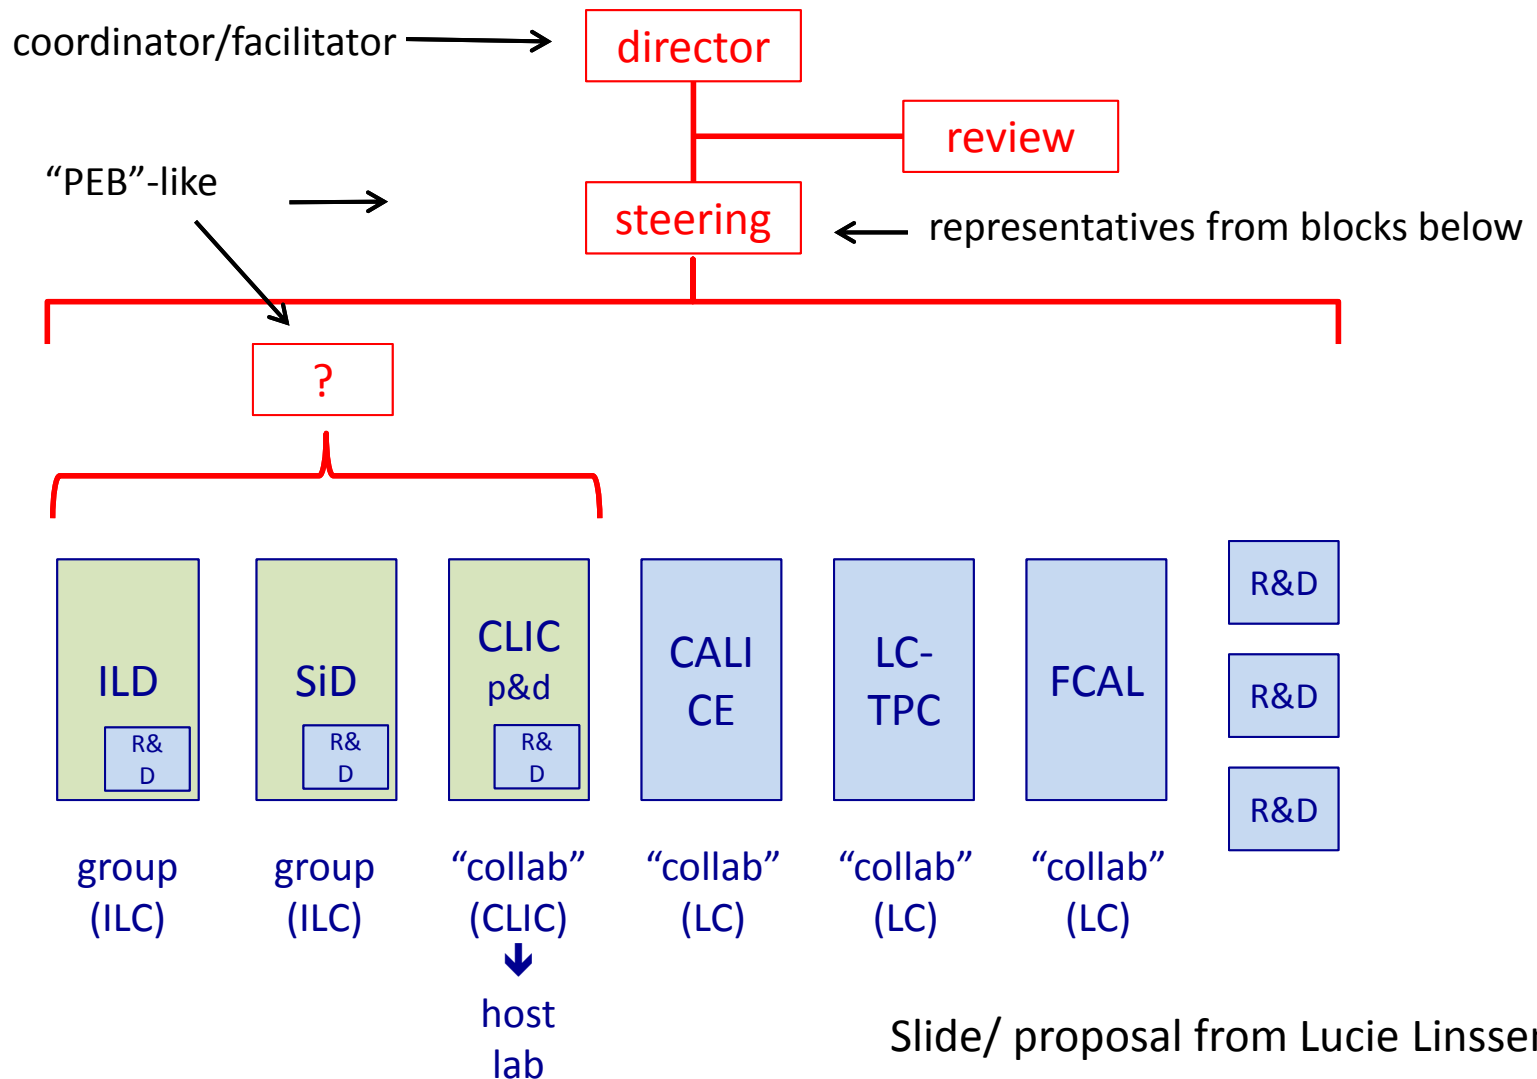 coordinator/facilitator
director
review
“PEB”-like
steering
representatives from blocks below
?
ILD
R&
D
SiD
R&
D
CLIC
p&d
R&
D
CALI
CE
LC-
TPC
FCAL
R&D
R&D
R&D
group
(ILC)
group
(ILC)
“collab”
(CLIC)
“collab”
(LC)
“collab”
(LC)
“collab”
(LC)
host
lab
Slide/ proposal from Lucie Linssen